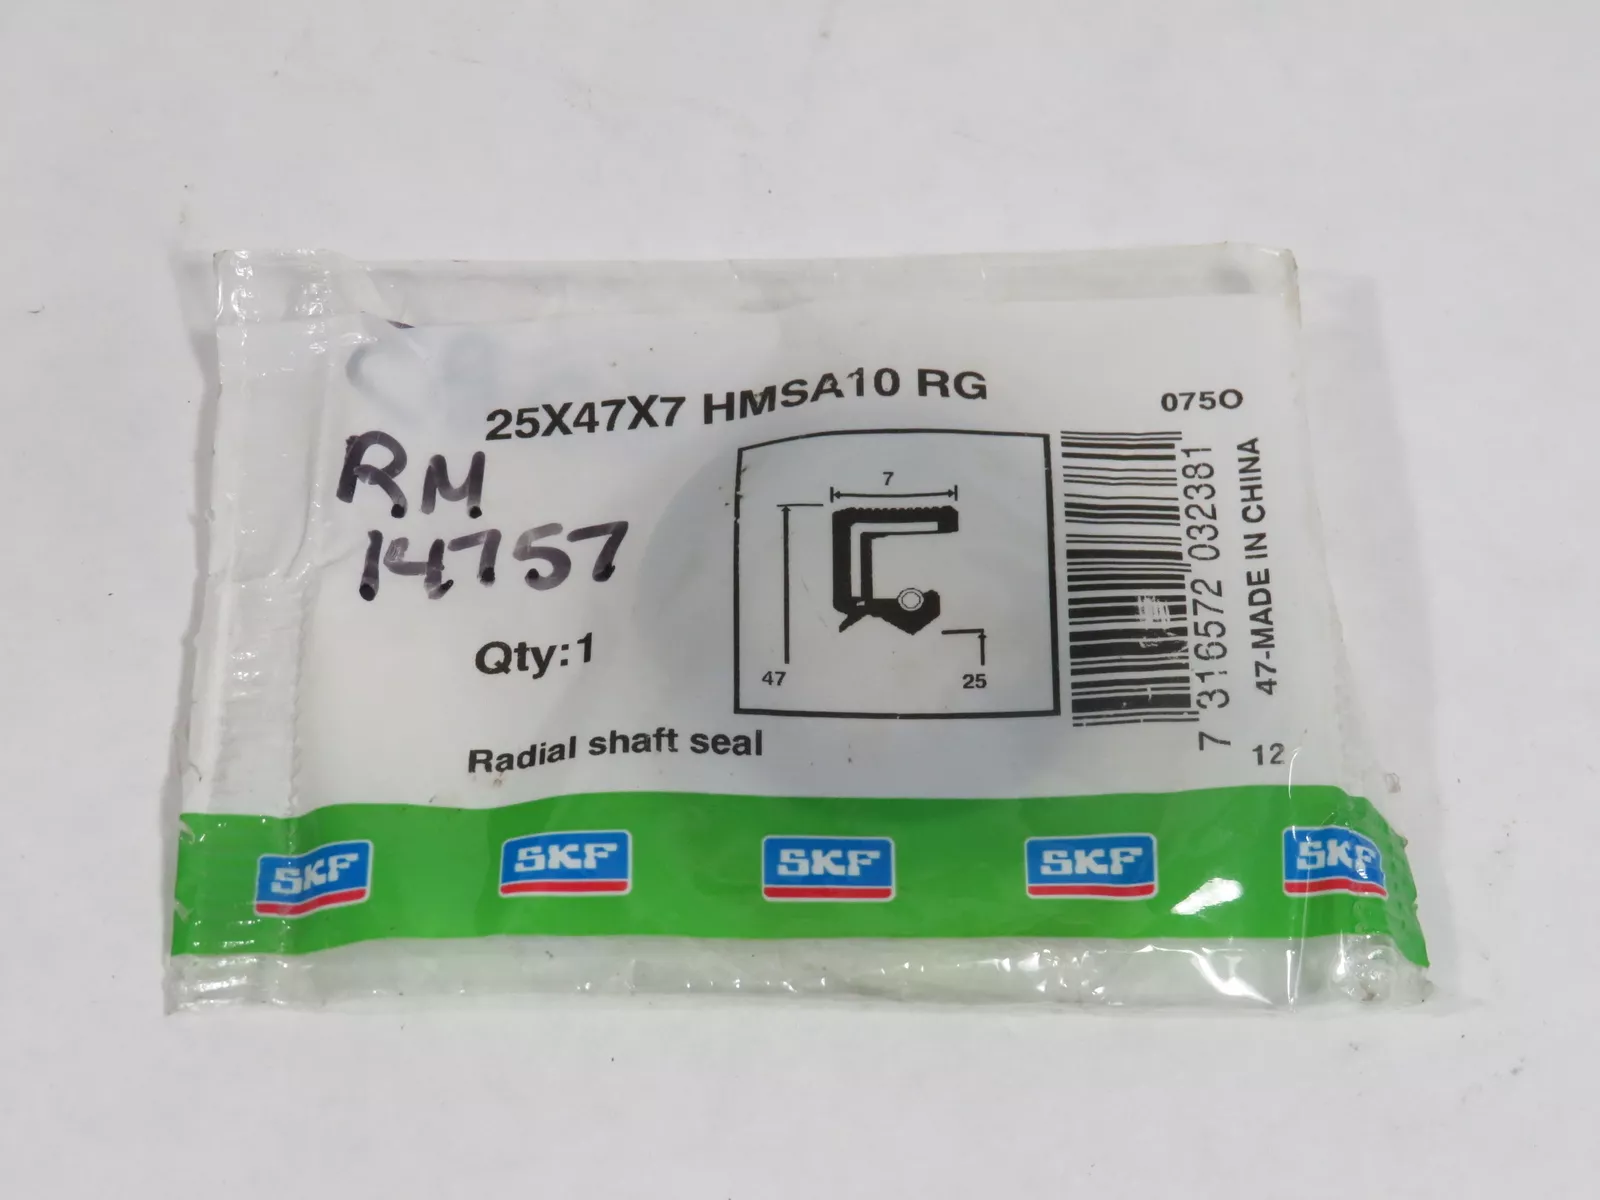 25X47X7 HMSA10 RG
RM
14757
Qty:1
Radial shaft seal
7
47
25
075O
7 316572 032381
47-MADE IN CHINA
12
SKF
SKF
SKF
SKF
SKF